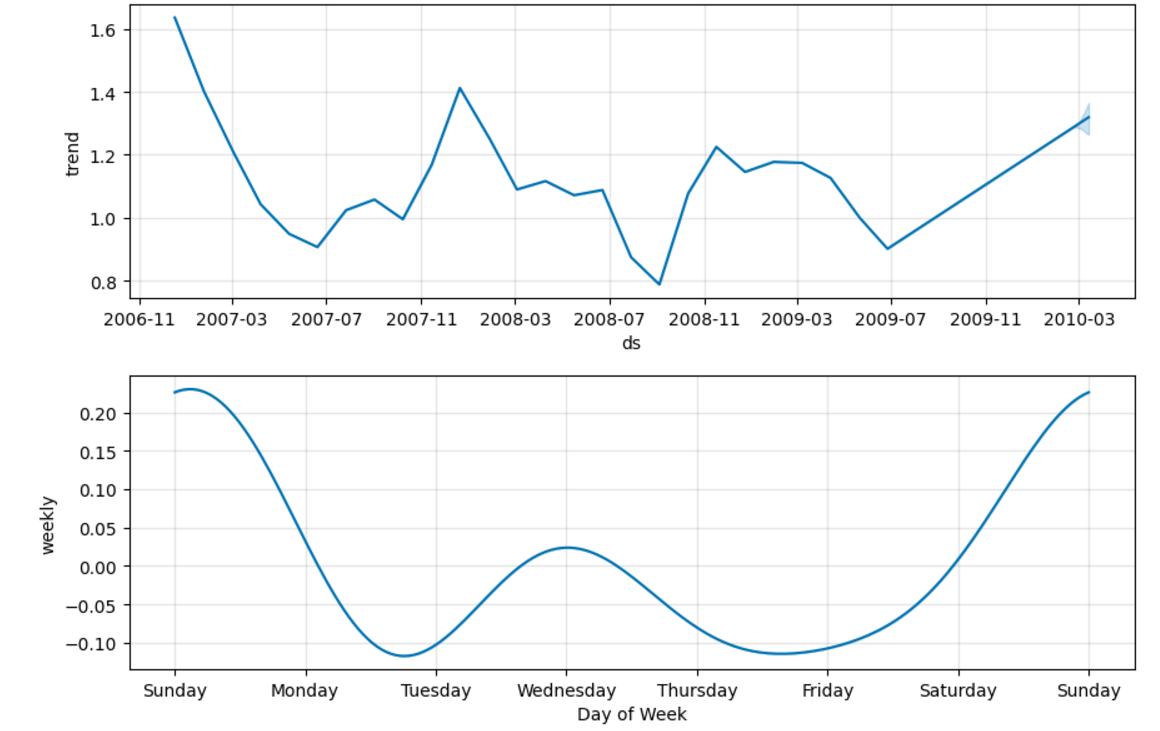 1.6
1.4
1.2
1.0
0.8
trend
2006-11 2007-03 2007-07 2007-11 2008-03 2008-07 2008-11 2009-03 2009-07 2009-11 2010-03
ds
0.20
0.15
0.10
0.05
0.00
−0.05
−0.10
weekly
Sunday Monday Tuesday Wednesday Thursday Friday Saturday Sunday
Day of Week